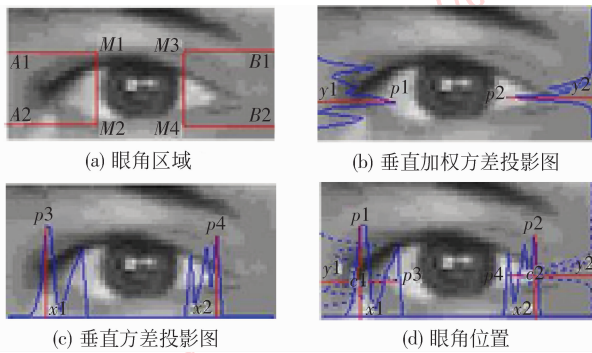 A1 M1 M3 B1
A2 M2 M4 B2
(a) 眼角区域
y1 p1 p2 y2
(b) 垂直加权方差投影图
p3 p4
x1 x2
(c) 垂直方差投影图
p1 p2
y1 c1 p3 p4 c2 y2
x1 x2
(d) 眼角位置